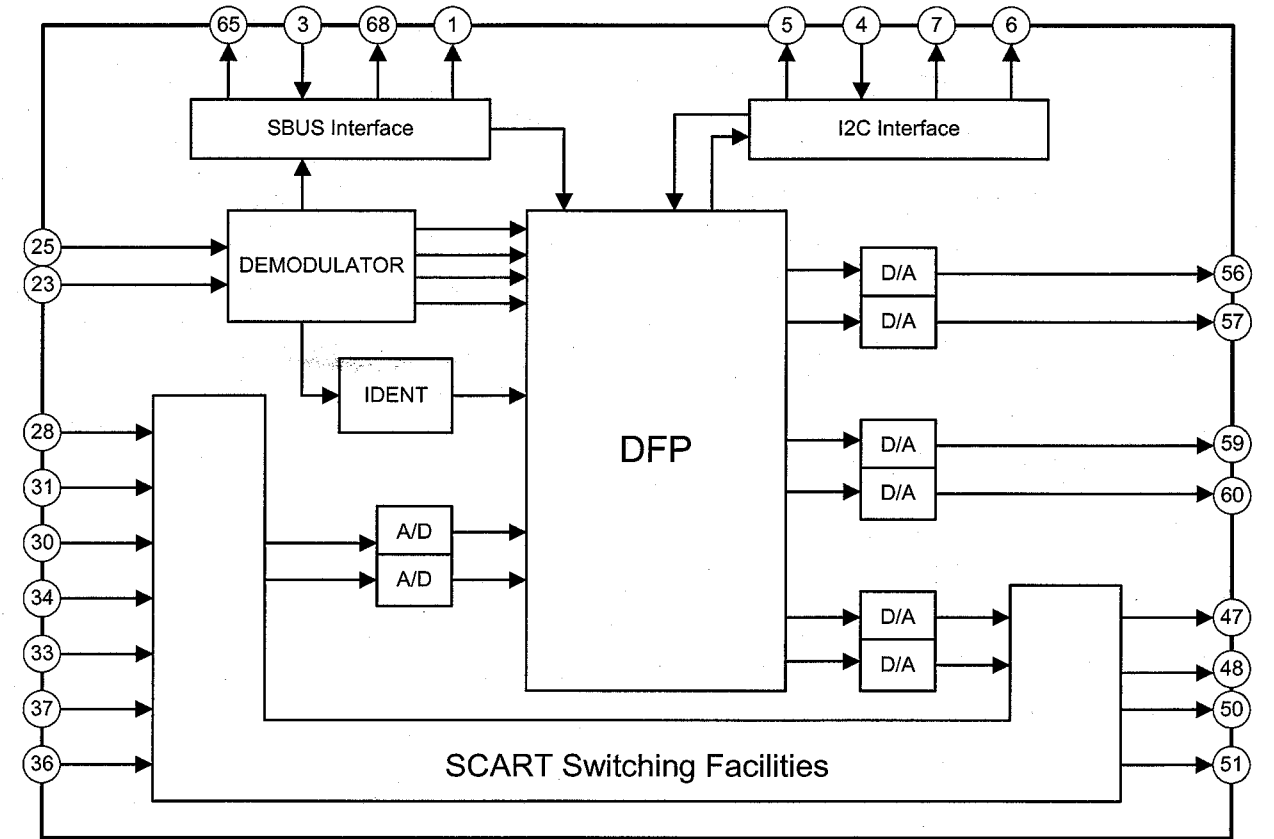 65 3 68 1 5 4 7 6
SBUS Interface
I2C Interface
25
23
DEMODULATOR
D/A
56
D/A
57
IDENT
28
31
30
34
33
37
36
DFP
D/A
59
D/A
60
A/D
A/D
D/A
47
D/A
48
50
51
SCART Switching Facilities